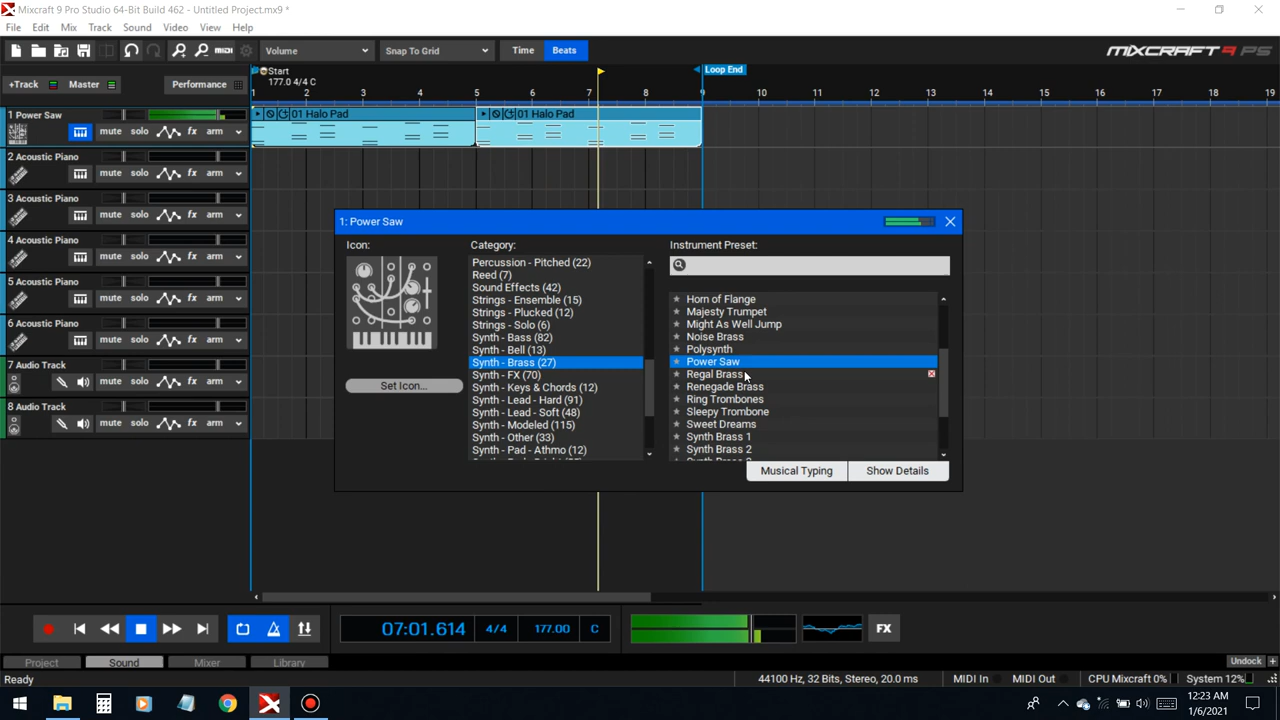 Mixcraft 9 Pro Studio 64-Bit Build 462 - Untitled Project.mx9 *
File Edit Mix Track Sound Video View Help
MIDI Volume Snap To Grid Time Beats MIXCRAFT 9 PS
+Track Master Performance
Start
177.0 4/4 C
Loop End
1 2 3 4 5 6 7 8 9 10 11 12 13 14 15 16 17 18 19
1 Power Saw
mute solo fx arm
01 Halo Pad 01 Halo Pad
2 Acoustic Piano
mute solo fx arm
3 Acoustic Piano
mute solo fx arm
4 Acoustic Piano
mute solo fx arm
5 Acoustic Piano
mute solo fx arm
6 Acoustic Piano
mute solo fx arm
7 Audio Track
mute solo fx arm
8 Audio Track
mute solo fx arm
1: Power Saw
Icon:
Set Icon...
Category:
Percussion - Pitched (22)
Reed (7)
Sound Effects (42)
Strings - Ensemble (15)
Strings - Plucked (12)
Strings - Solo (6)
Synth - Bass (82)
Synth - Bell (13)
Synth - Brass (27)
Synth - FX (70)
Synth - Keys & Chords (12)
Synth - Lead - Hard (91)
Synth - Lead - Soft (48)
Synth - Modeled (115)
Synth - Other (33)
Synth - Pad - Athmo (12)
Instrument Preset:
Horn of Flange
Majesty Trumpet
Might As Well Jump
Noise Brass
Polysynth
Power Saw
Regal Brass
Renegade Brass
Ring Trombones
Sleepy Trombone
Sweet Dreams
Synth Brass 1
Synth Brass 2
Musical Typing Show Details
07:01.614 4/4 177.00 C FX
Project Sound Mixer Library Undock
Ready 44100 Hz, 32 Bits, Stereo, 20.0 ms MIDI In MIDI Out CPU Mixcraft 0% System 12%
12:23 AM
1/6/2021